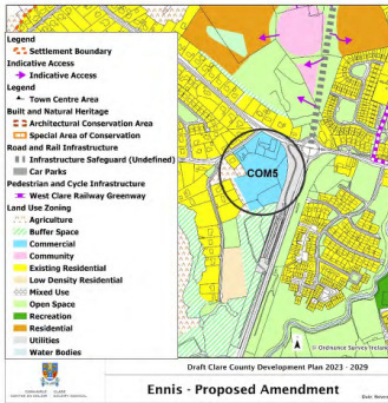 Legend
Settlement Boundary
Indicative Access
Indicative Access
Legend
Town Centre Area
Built and Natural Heritage
Architectural Conservation Area
Special Area of Conservation
Road and Rail Infrastructure
Infrastructure Safeguard (Undefined)
Car Parks
Pedestrian and Cycle Infrastructure
West Clare Railway Greenway
Land Use Zoning
Agriculture
Buffer Space
Commercial
Community
Existing Residential
Low Density Residential
Mixed Use
Open Space
Recreation
Residential
Utilities
Water Bodies
COM5
© Ordnance Survey Ireland
Draft Clare County Development Plan 2023 - 2029
Ennis - Proposed Amendment